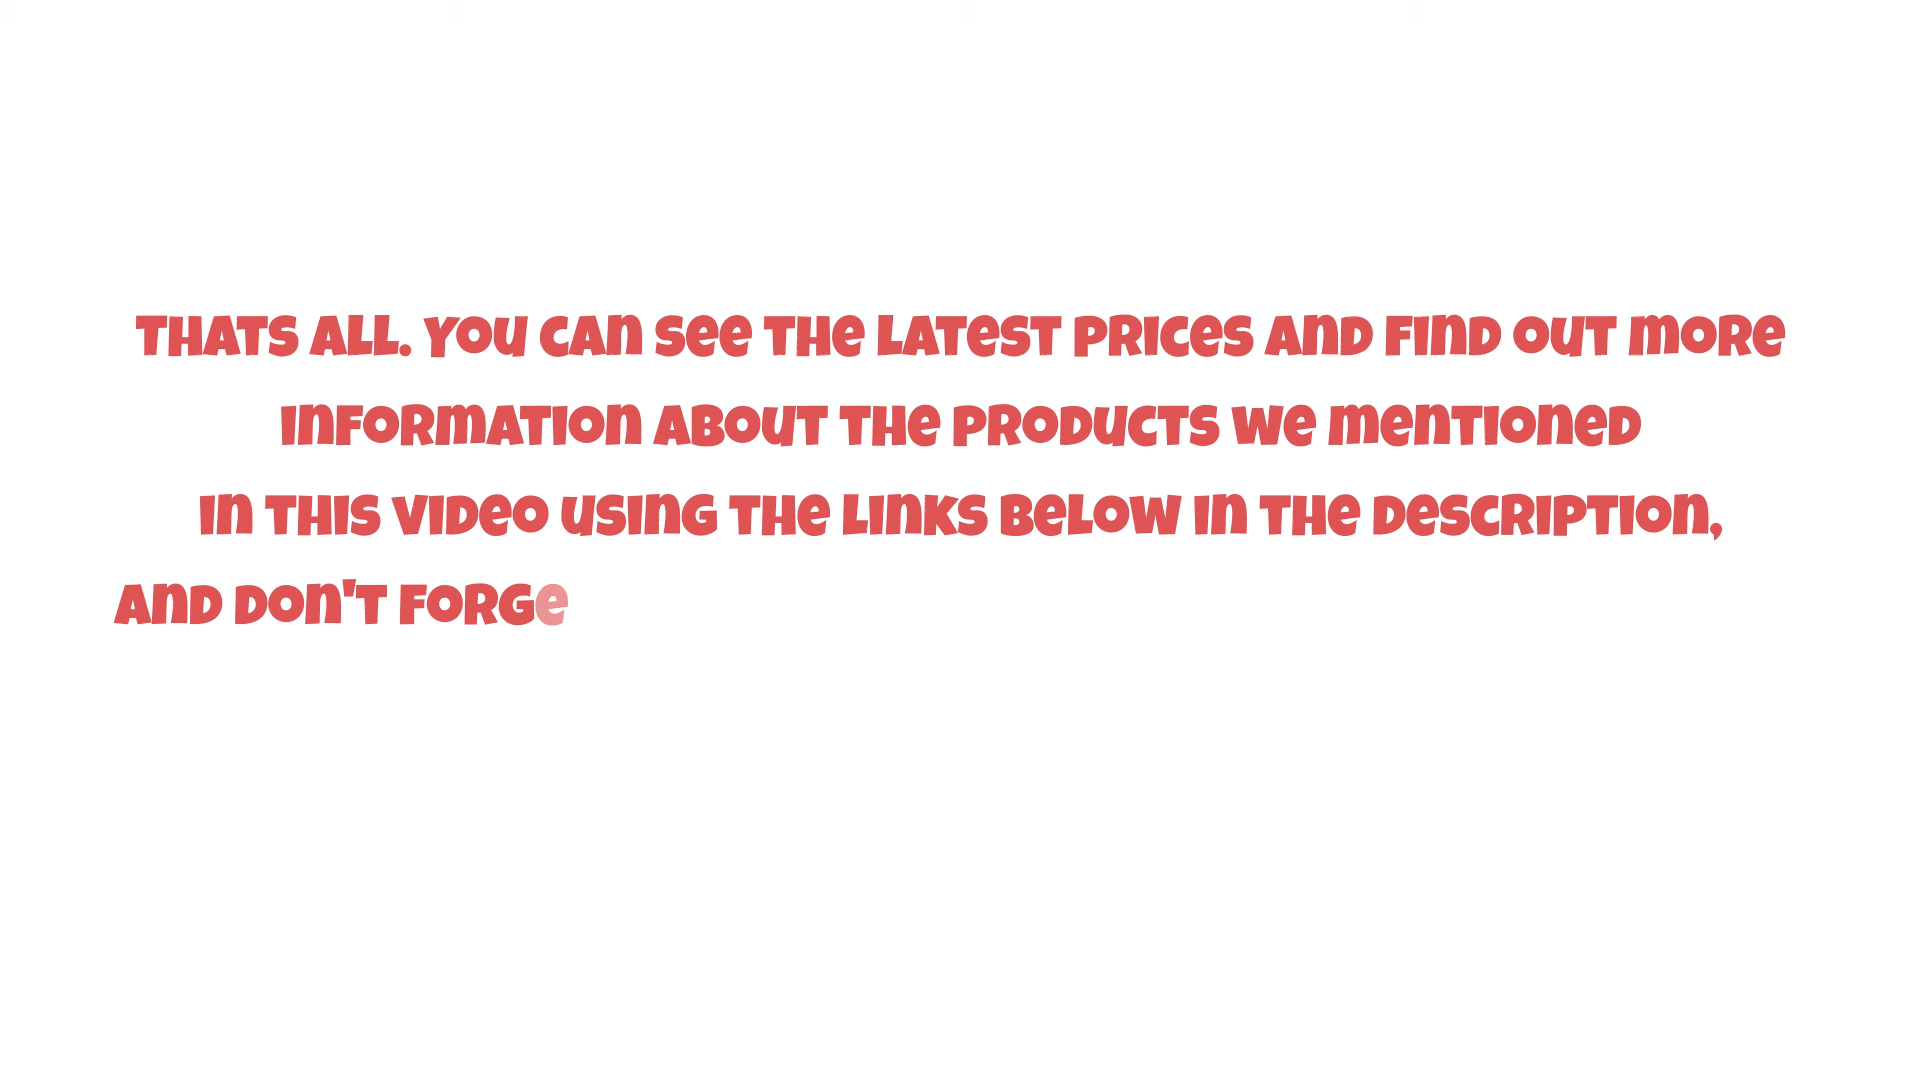 THATS ALL. YOU CAN SEE THE LATEST PRICES AND FIND OUT MORE
INFORMATION ABOUT THE PRODUCTS WE MENTIONED
IN THIS VIDEO USING THE LINKS BELOW IN THE DESCRIPTION,
AND DON'T FORGE